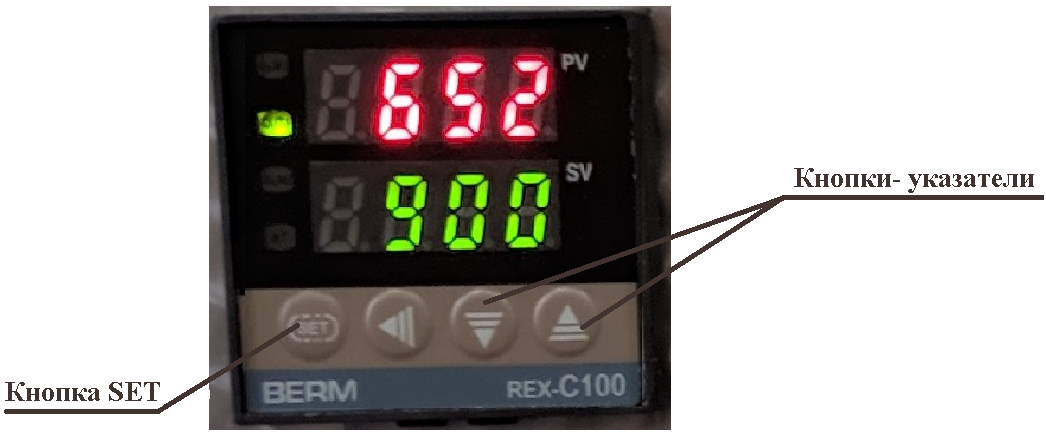 652
PV
900
SV
Кнопки- указатели
SET
Кнопка SET
BERM
REX-C100